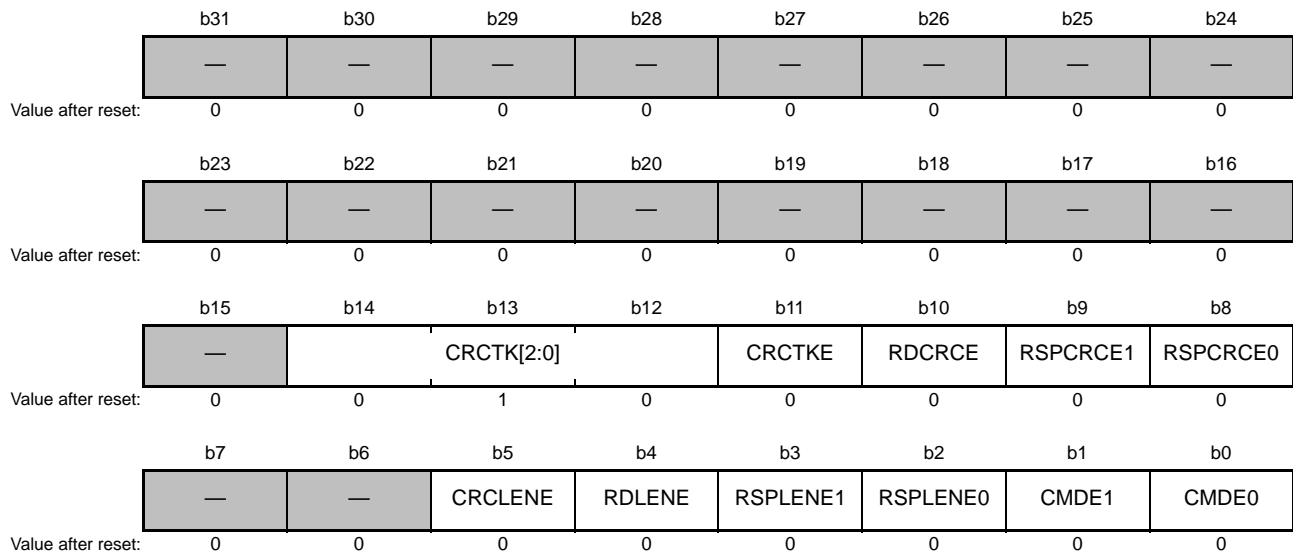 b31 b30 b29 b28 b27 b26 b25 b24
— — — — — — — —
Value after reset: 0 0 0 0 0 0 0 0
b23 b22 b21 b20 b19 b18 b17 b16
— — — — — — — —
Value after reset: 0 0 0 0 0 0 0 0
b15 b14 b13 b12 b11 b10 b9 b8
— CRCTK[2:0] CRCTKE RDCRCE RSPCRCE1 RSPCRCE0
Value after reset: 0 0 1 0 0 0 0 0
b7 b6 b5 b4 b3 b2 b1 b0
— — CRCLENE RDLENE RSPLENE1 RSPLENE0 CMDE1 CMDE0
Value after reset: 0 0 0 0 0 0 0 0